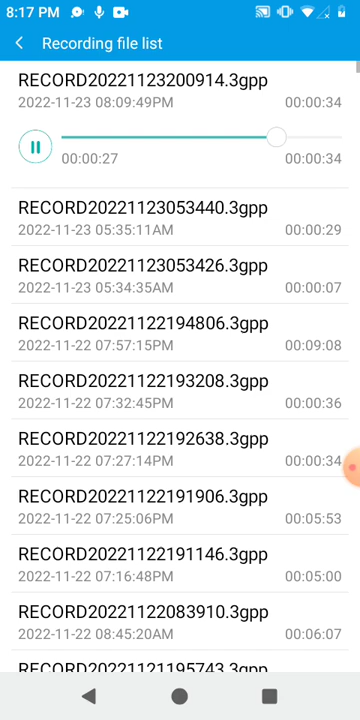 8:17 PM
Recording file list
RECORD20221123200914.3gpp
2022-11-23 08:09:49PM 00:00:34
00:00:27 00:00:34
RECORD20221123053440.3gpp
2022-11-23 05:35:11AM 00:00:29
RECORD20221123053426.3gpp
2022-11-23 05:34:35AM 00:00:07
RECORD20221122194806.3gpp
2022-11-22 07:57:15PM 00:09:08
RECORD20221122193208.3gpp
2022-11-22 07:32:45PM 00:00:36
RECORD20221122192638.3gpp
2022-11-22 07:27:14PM 00:00:34
RECORD20221122191906.3gpp
2022-11-22 07:25:06PM 00:05:53
RECORD20221122191146.3gpp
2022-11-22 07:16:48PM 00:05:00
RECORD20221122083910.3gpp
2022-11-22 08:45:20AM 00:06:07
RECORD20221121195743.3gpp